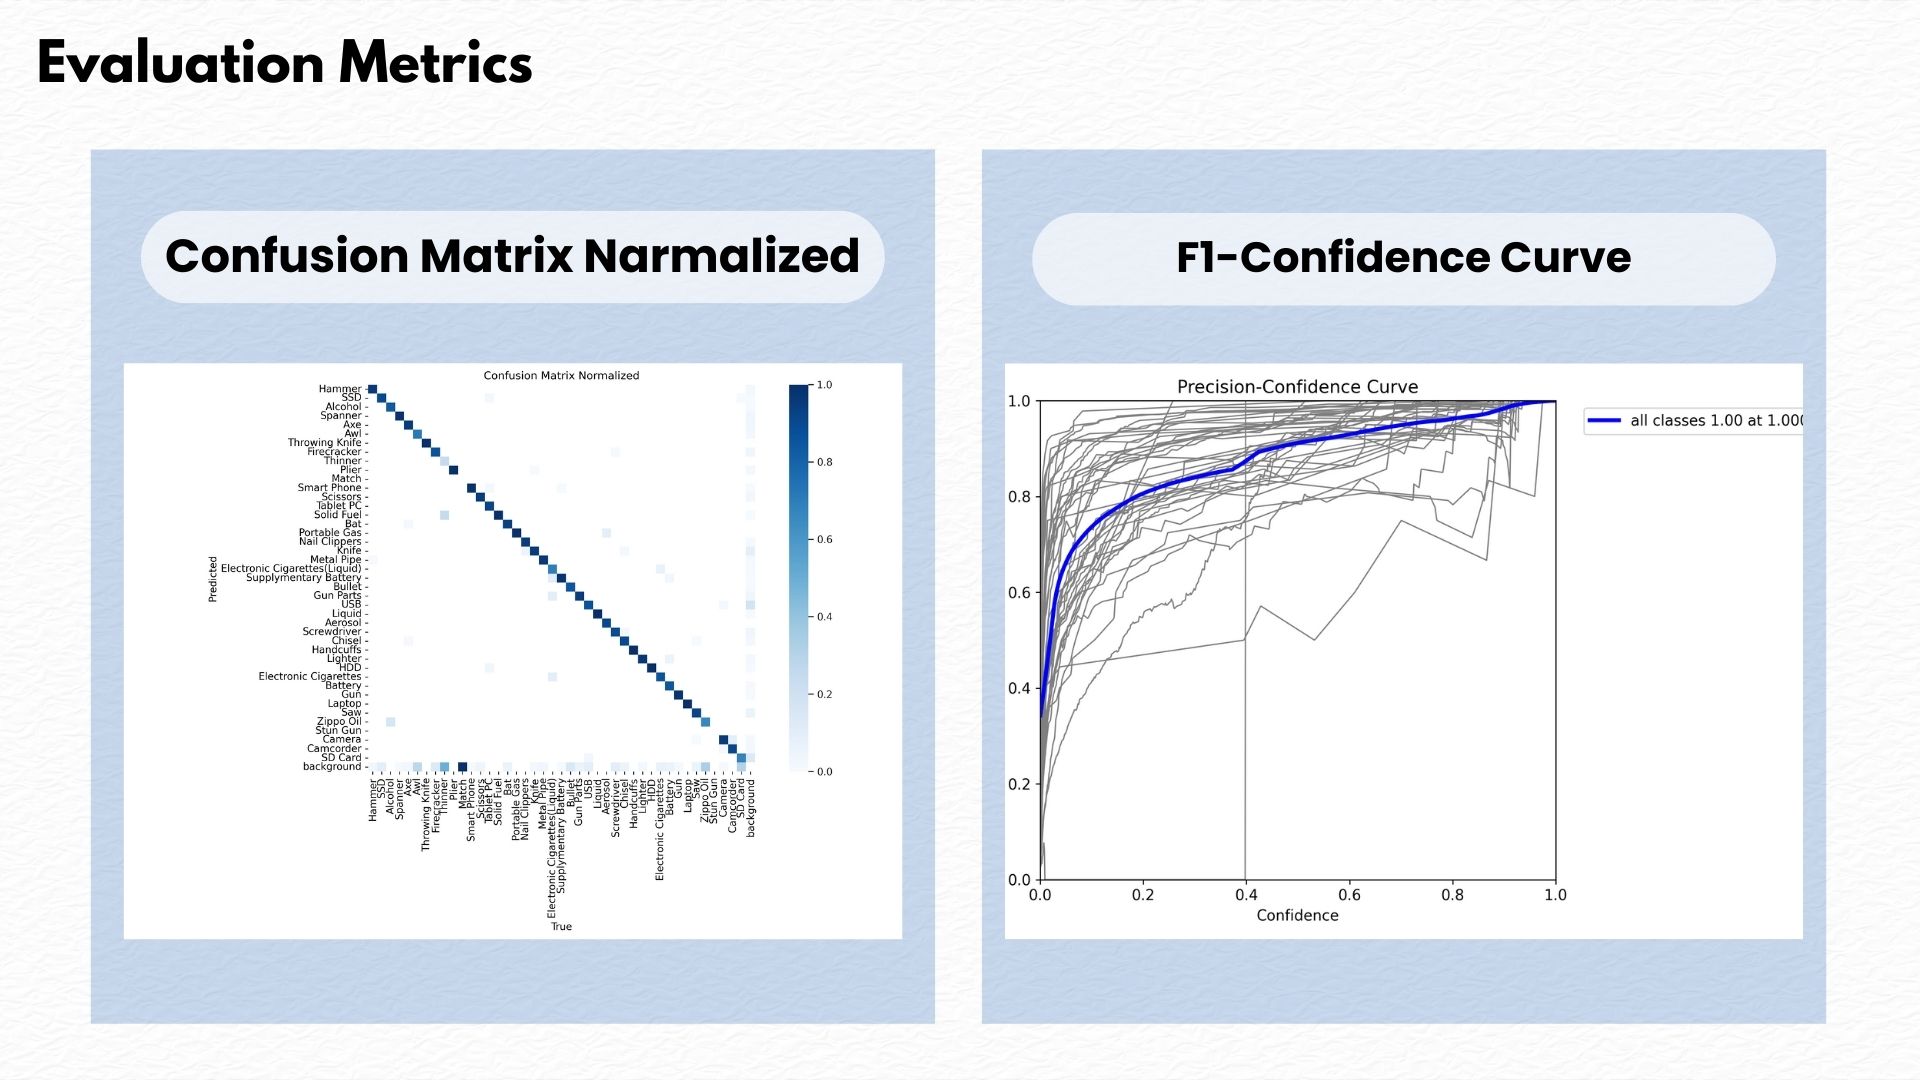 Evaluation Metrics
Confusion Matrix Narmalized
Confusion Matrix Normalized
Predicted
Hammer
SSD
Alcohol
Spanner
Axe
Awl
Throwing Knife
Firecracker
Thinner
Plier
Match
Smart Phone
Scissors
Tablet PC
Solid Fuel
Bat
Portable Gas
Nail Clippers
Knife
Metal Pipe
Electronic Cigarettes(Liquid)
Supplymentary Battery
Bullet
Gun Parts
USB
Liquid
Aerosol
Screwdriver
Chisel
Handcuffs
Lighter
HDD
Electronic Cigarettes
Battery
Gun
Laptop
Saw
Zippo Oil
Stun Gun
Camera
Camcorder
SD Card
background
Hammer
SSD
Alcohol
Spanner
Axe
Awl
Throwing Knife
Firecracker
Thinner
Plier
Match
Smart Phone
Scissors
Tablet PC
Solid Fuel
Bat
Portable Gas
Nail Clippers
Knife
Metal Pipe
Electronic Cigarettes(Liquid)
Supplymentary Battery
Bullet
Gun Parts
USB
Liquid
Aerosol
Screwdriver
Chisel
Handcuffs
Lighter
HDD
Electronic Cigarettes
Battery
Gun
Laptop
Saw
Zippo Oil
Stun Gun
Camera
Camcorder
SD Card
background
True
1.0
0.8
0.6
0.4
0.2
0.0
F1-Confidence Curve
Precision-Confidence Curve
1.0
0.8
0.6
0.4
0.2
0.0
0.0 0.2 0.4 0.6 0.8 1.0
Confidence
all classes 1.00 at 1.000